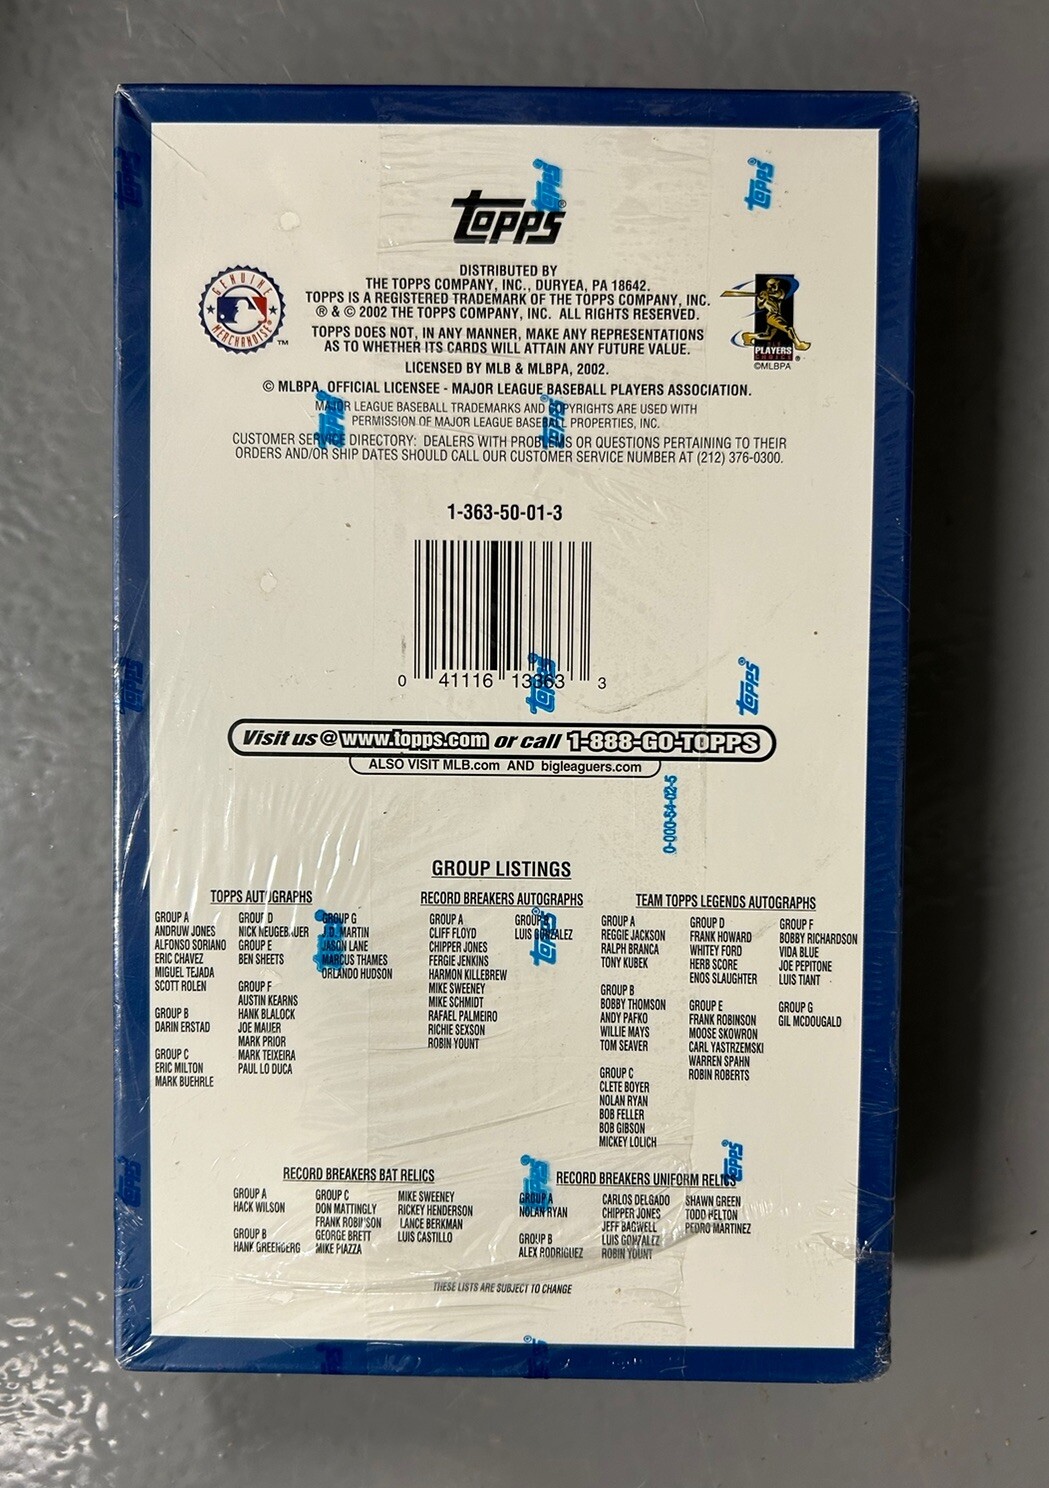 Topps®
GENUINE MERCHANDISE ® ™
DISTRIBUTED BY
THE TOPPS COMPANY, INC., DURYEA, PA 18642.
TOPPS IS A REGISTERED TRADEMARK OF THE TOPPS COMPANY, INC.
® & © 2002 THE TOPPS COMPANY, INC. ALL RIGHTS RESERVED.
TOPPS DOES NOT, IN ANY MANNER, MAKE ANY REPRESENTATIONS
AS TO WHETHER ITS CARDS WILL ATTAIN ANY FUTURE VALUE.
PLAYERS
CHOICE ®
©MLBPA
LICENSED BY MLB & MLBPA, 2002.
© MLBPA, OFFICIAL LICENSEE - MAJOR LEAGUE BASEBALL PLAYERS ASSOCIATION.
MAJOR LEAGUE BASEBALL TRADEMARKS AND COPYRIGHTS ARE USED WITH
PERMISSION OF MAJOR LEAGUE BASEBALL PROPERTIES, INC.
CUSTOMER SERVICE DIRECTORY: DEALERS WITH PROBLEMS OR QUESTIONS PERTAINING TO THEIR
ORDERS AND/OR SHIP DATES SHOULD CALL OUR CUSTOMER SERVICE NUMBER AT (212) 376-0300.
1-363-50-01-3
0 41116 13363 3
Visit us @ www.topps.com or call 1-888-GO-TOPPS
ALSO VISIT MLB.com AND bigleaguers.com
0-000-84-02-5
GROUP LISTINGS
TOPPS AUTOGRAPHS
GROUP A
ANDRUW JONES
ALFONSO SORIANO
ERIC CHAVEZ
MIGUEL TEJADA
SCOTT ROLEN
GROUP B
DARIN ERSTAD
GROUP C
ERIC MILTON
MARK BUEHRLE
GROUP D
NICK NEUGEBAUER
GROUP E
BEN SHEETS
GROUP F
AUSTIN KEARNS
HANK BLALOCK
JOE MAUER
MARK PRIOR
MARK TEIXEIRA
PAUL LO DUCA
GROUP G
J.D. MARTIN
JASON LANE
MARCUS THAMES
ORLANDO HUDSON
RECORD BREAKERS AUTOGRAPHS
GROUP A
CLIFF FLOYD
CHIPPER JONES
FERGIE JENKINS
HARMON KILLEBREW
MIKE SWEENEY
MIKE SCHMIDT
RAFAEL PALMEIRO
RICHIE SEXSON
ROBIN YOUNT
GROUP
LUIS GONZALEZ
TEAM TOPPS LEGENDS AUTOGRAPHS
GROUP A
REGGIE JACKSON
RALPH BRANCA
TONY KUBEK
GROUP B
BOBBY THOMSON
ANDY PAFKO
WILLIE MAYS
TOM SEAVER
GROUP C
CLETE BOYER
NOLAN RYAN
BOB FELLER
BOB GIBSON
MICKEY LOLICH
GROUP D
FRANK HOWARD
WHITEY FORD
HERB SCORE
ENOS SLAUGHTER
GROUP E
FRANK ROBINSON
MOOSE SKOWRON
CARL YASTRZEMSKI
WARREN SPAHN
ROBIN ROBERTS
GROUP F
BOBBY RICHARDSON
VIDA BLUE
JOE PEPITONE
LUIS TIANT
GROUP G
GIL MCDOUGALD
RECORD BREAKERS BAT RELICS
GROUP A
HACK WILSON
GROUP B
HANK GREENBERG
GROUP C
DON MATTINGLY
FRANK ROBINSON
GEORGE BRETT
MIKE PIAZZA
MIKE SWEENEY
RICKEY HENDERSON
LANCE BERKMAN
LUIS CASTILLO
RECORD BREAKERS UNIFORM RELICS
GROUP A
NOLAN RYAN
GROUP B
ALEX RODRIGUEZ
CARLOS DELGADO
CHIPPER JONES
JEFF BAGWELL
LUIS GONZALEZ
ROBIN YOUNT
SHAWN GREEN
TODD HELTON
PEDRO MARTINEZ
THESE LISTS ARE SUBJECT TO CHANGE